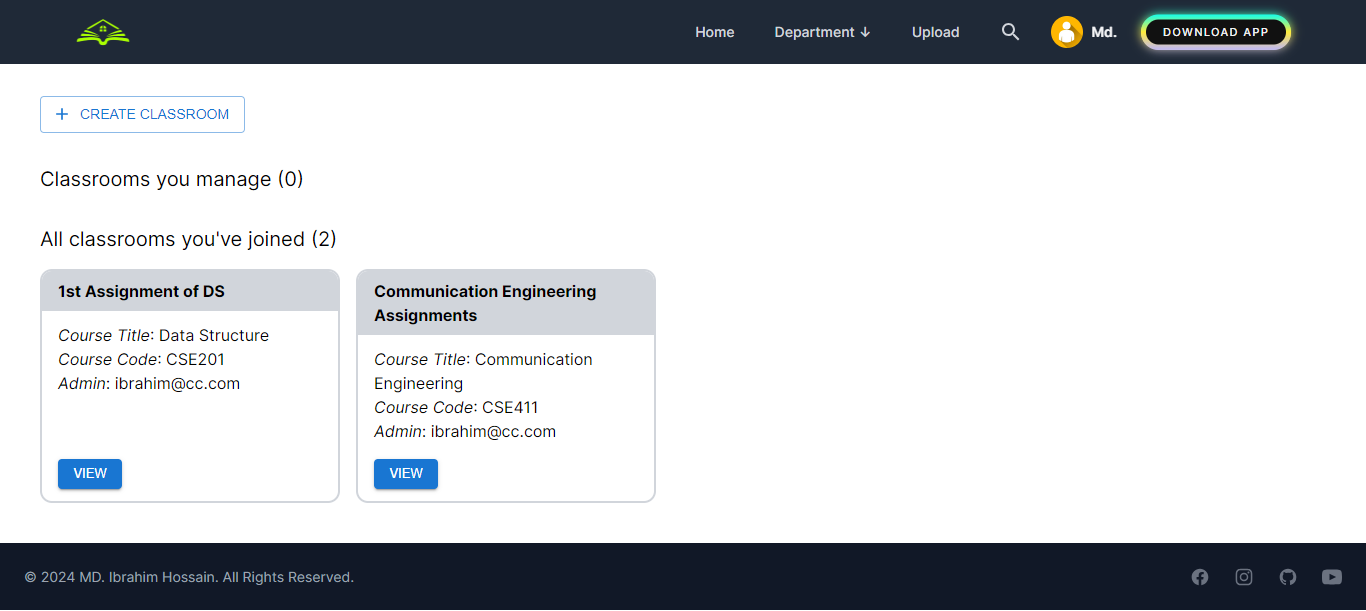 Home Department ↓ Upload Md. DOWNLOAD APP
+ CREATE CLASSROOM
Classrooms you manage (0)
All classrooms you've joined (2)
1st Assignment of DS
Course Title: Data Structure
Course Code: CSE201
Admin: ibrahim@cc.com
VIEW
Communication Engineering
Assignments
Course Title: Communication
Engineering
Course Code: CSE411
Admin: ibrahim@cc.com
VIEW
© 2024 MD. Ibrahim Hossain. All Rights Reserved.